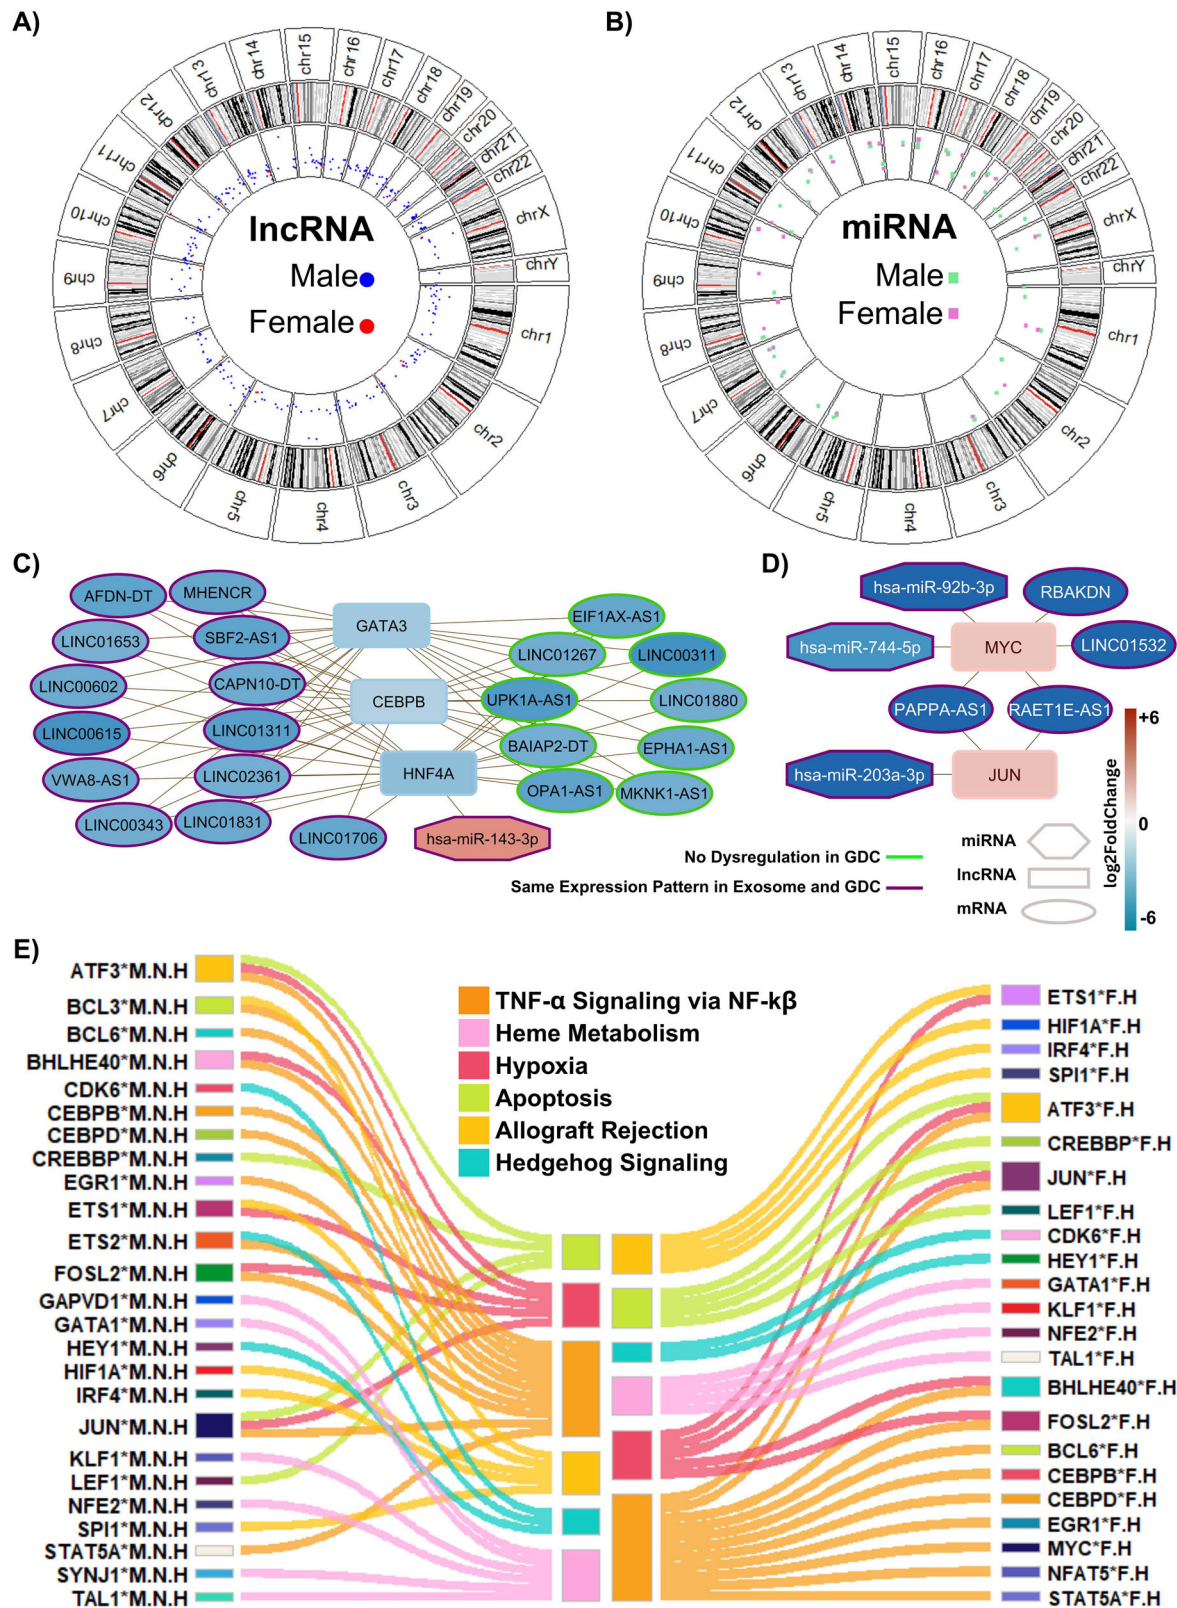 A)
chr1
chr2
chr3
chr4
chr5
chr6
chr7
chr8
chr9
chr10
chr11
chr12
chr13
chr14
chr15
chr16
chr17
chr18
chr19
chr20
chr21
chr22
chrX
chrY
lncRNA
Male
Female
B)
chr1
chr2
chr3
chr4
chr5
chr6
chr7
chr8
chr9
chr10
chr11
chr12
chr13
chr14
chr15
chr16
chr17
chr18
chr19
chr20
chr21
chr22
chrX
chrY
miRNA
Male
Female
C)
AFDN-DT
MHENCR
LINC01653
SBF2-AS1
LINC00602
CAPN10-DT
LINC00615
LINC01311
VWA8-AS1
LINC02361
LINC00343
LINC01831
LINC01706
hsa-miR-143-3p
GATA3
CEBPB
HNF4A
EIF1AX-AS1
LINC01267
LINC00311
UPK1A-AS1
LINC01880
BAIAP2-DT
EPHA1-AS1
OPA1-AS1
MKNK1-AS1
No Dysregulation in GDC
Same Expression Pattern in Exosome and GDC
D)
hsa-miR-92b-3p
RBAKDN
hsa-miR-744-5p
MYC
LINC01532
PAPPA-AS1
RAET1E-AS1
hsa-miR-203a-3p
JUN
miRNA
lncRNA
mRNA
log2FoldChange
+6
0
-6
E)
ATF3*M.N.H
BCL3*M.N.H
BCL6*M.N.H
BHLHE40*M.N.H
CDK6*M.N.H
CEBPB*M.N.H
CEBPD*M.N.H
CREBBP*M.N.H
EGR1*M.N.H
ETS1*M.N.H
ETS2*M.N.H
FOSL2*M.N.H
GAPVD1*M.N.H
GATA1*M.N.H
HEY1*M.N.H
HIF1A*M.N.H
IRF4*M.N.H
JUN*M.N.H
KLF1*M.N.H
LEF1*M.N.H
NFE2*M.N.H
SPI1*M.N.H
STAT5A*M.N.H
SYNJ1*M.N.H
TAL1*M.N.H
TNF-α Signaling via NF-kβ
Heme Metabolism
Hypoxia
Apoptosis
Allograft Rejection
Hedgehog Signaling
ETS1*F.H
HIF1A*F.H
IRF4*F.H
SPI1*F.H
ATF3*F.H
CREBBP*F.H
JUN*F.H
LEF1*F.H
CDK6*F.H
HEY1*F.H
GATA1*F.H
KLF1*F.H
NFE2*F.H
TAL1*F.H
BHLHE40*F.H
FOSL2*F.H
BCL6*F.H
CEBPB*F.H
CEBPD*F.H
EGR1*F.H
MYC*F.H
NFAT5*F.H
STAT5A*F.H